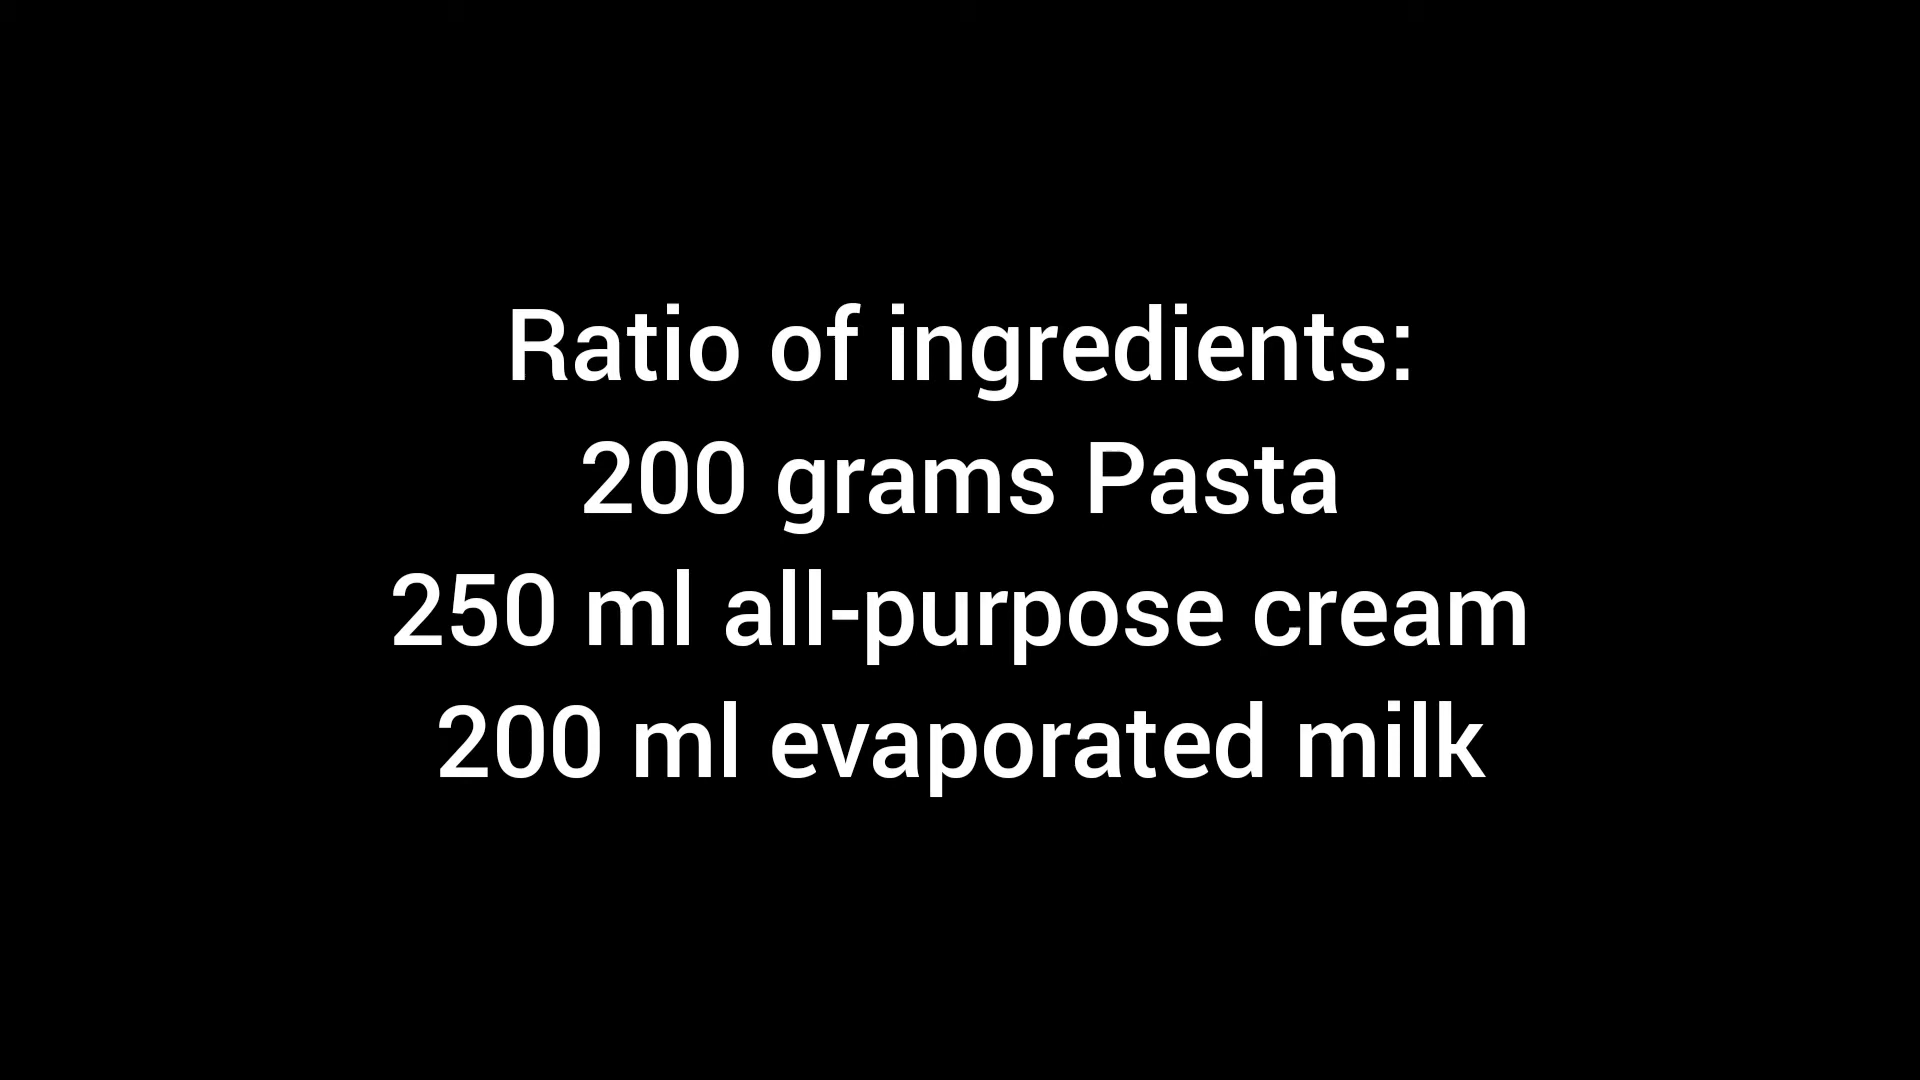 Ratio of ingredients:
200 grams Pasta
250 ml all-purpose cream
200 ml evaporated milk